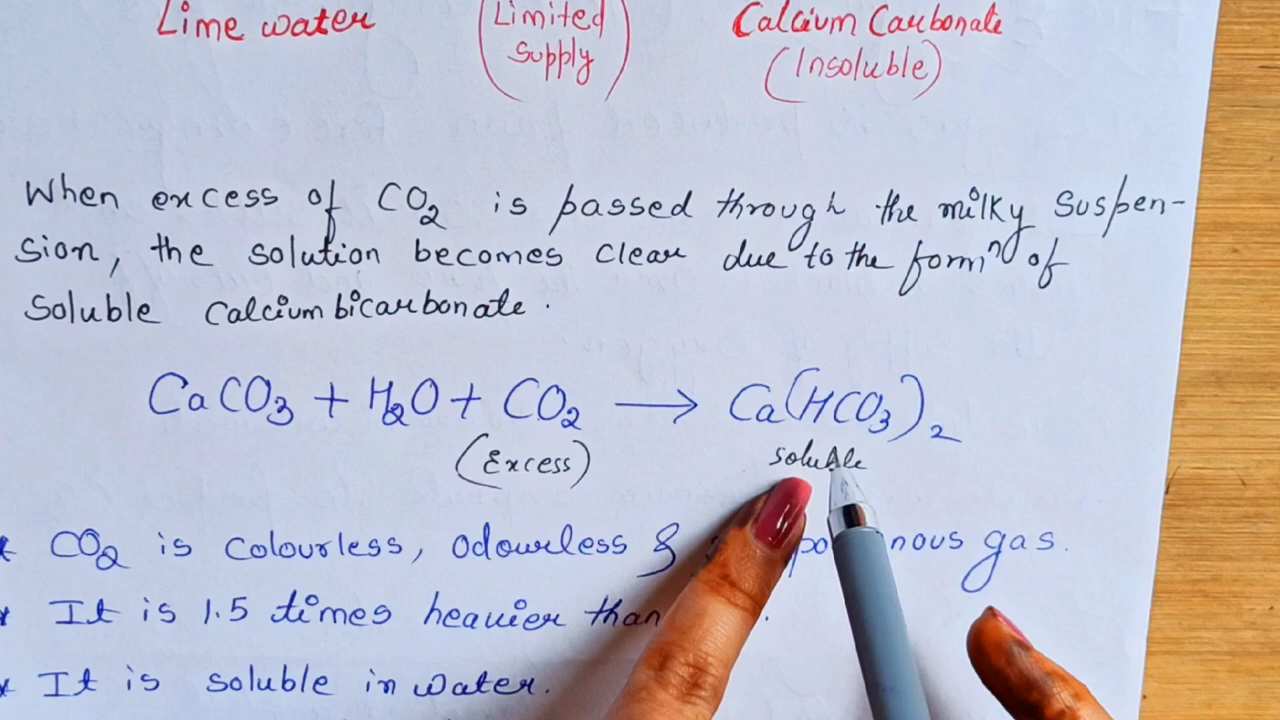 Lime water (Limited Supply) Calcium Carbonate (Insoluble)
When excess of CO2 is passed through the milky suspen-
sion, the solution becomes clear due to the formⁿ of
soluble calcium bicarbonate.
CaCO3 + H2O + CO2 → Ca(HCO3)2
(Excess) soluble
* CO2 is colourless, odourless & gas.
* It is 1.5 times heavier than .
* It is soluble in water.